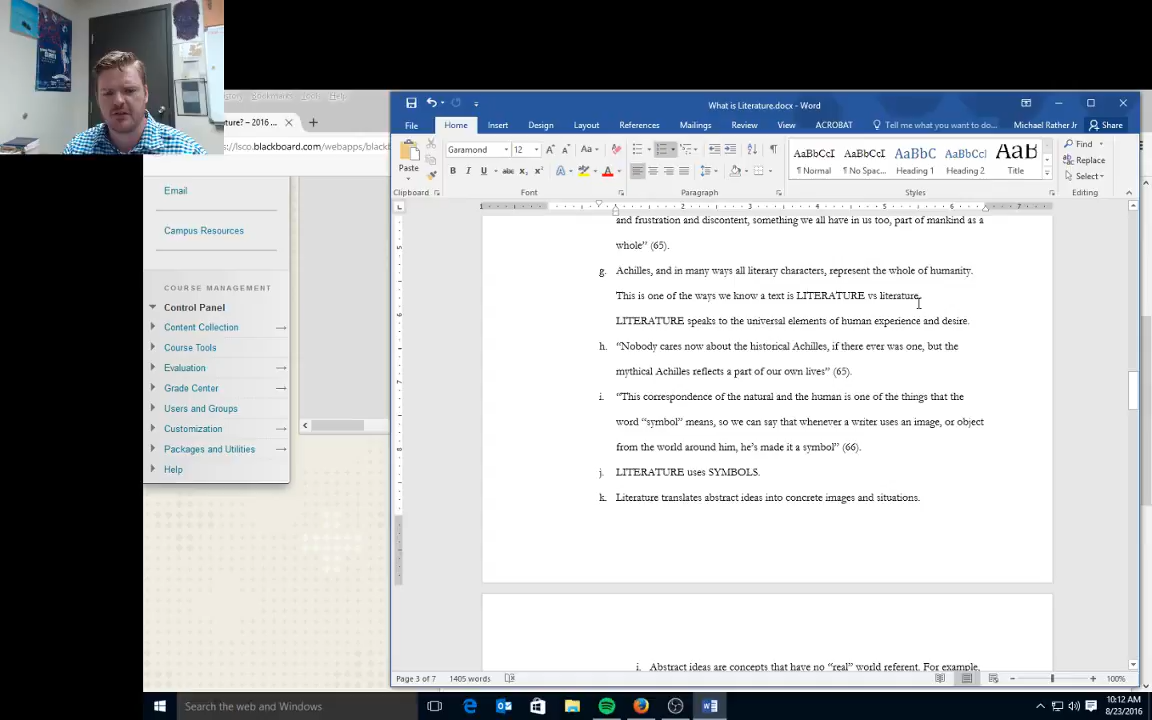 Bookmarks
iture? – 2016 ...
://lsco.blackboard.com/webapps/blackb
Email
Campus Resources
COURSE MANAGEMENT
Control Panel
Content Collection
Course Tools
Evaluation
Grade Center
Users and Groups
Customization
Packages and Utilities
Help
What is Literature.docx - Word
File Home Insert Design Layout References Mailings Review View ACROBAT Tell me what you want to do... Michael Rather Jr Share
Paste
Garamond 12
AaBbCcI AaBbCcI AaBbC AaBbCcl AaB
¶ Normal ¶ No Spac... Heading 1 Heading 2 Title
Find
Replace
Select
Clipboard Font Paragraph Styles Editing
and frustration and discontent, something we all have in us too, part of mankind as a
whole” (65).
g. Achilles, and in many ways all literary characters, represent the whole of humanity.
This is one of the ways we know a text is LITERATURE vs literature.
LITERATURE speaks to the universal elements of human experience and desire.
h. “Nobody cares now about the historical Achilles, if there ever was one, but the
mythical Achilles reflects a part of our own lives” (65).
i. “This correspondence of the natural and the human is one of the things that the
word “symbol” means, so we can say that whenever a writer uses an image, or object
from the world around him, he’s made it a symbol” (66).
j. LITERATURE uses SYMBOLS.
k. Literature translates abstract ideas into concrete images and situations.
i. Abstract ideas are concepts that have no “real” world referent. For example,
Page 3 of 7 1405 words 100%
Search the web and Windows
10:12 AM
8/23/2016